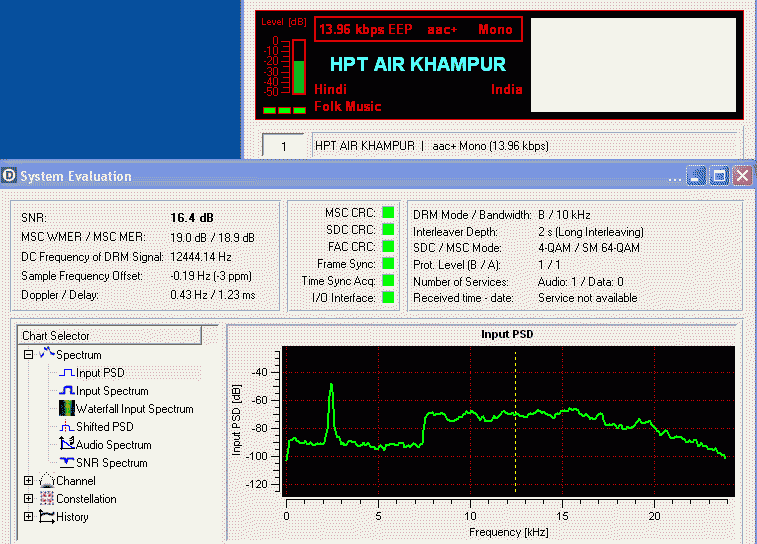 Level [dB]
0
-10
-20
-30
-40
-50
13.96 kbps EEP aac+ Mono
HPT AIR KHAMPUR
Hindi India
Folk Music
1 HPT AIR KHAMPUR | aac+ Mono (13.96 kbps)
System Evaluation
SNR: 16.4 dB
MSC WMER / MSC MER: 19.0 dB / 18.9 dB
DC Frequency of DRM Signal: 12444.14 Hz
Sample Frequency Offset: -0.19 Hz (-3 ppm)
Doppler / Delay: 0.43 Hz / 1.23 ms
MSC CRC:
SDC CRC:
FAC CRC:
Frame Sync:
Time Sync Acq:
I/O Interface:
DRM Mode / Bandwidth: B / 10 kHz
Interleaver Depth: 2 s (Long Interleaving)
SDC / MSC Mode: 4-QAM / SM 64-QAM
Prot. Level (B / A): 1 / 1
Number of Services: Audio: 1 / Data: 0
Received time - date: Service not available
Chart Selector
Spectrum
Input PSD
Input Spectrum
Waterfall Input Spectrum
Shifted PSD
Audio Spectrum
SNR Spectrum
Channel
Constellation
History
Input PSD
Input PSD [dB]
-40
-60
-80
-100
-120
0 5 10 15 20
Frequency [kHz]